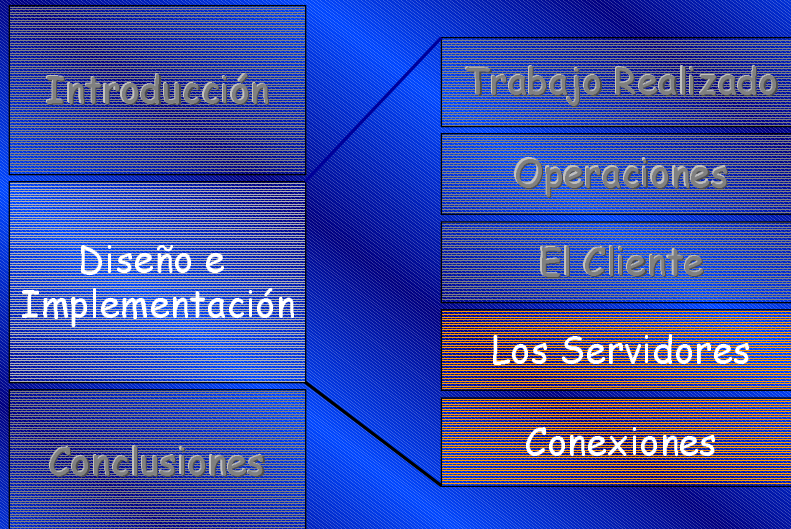 Introducción
Diseño e
Implementación
Conclusiones
Trabajo Realizado
Operaciones
El Cliente
Los Servidores
Conexiones